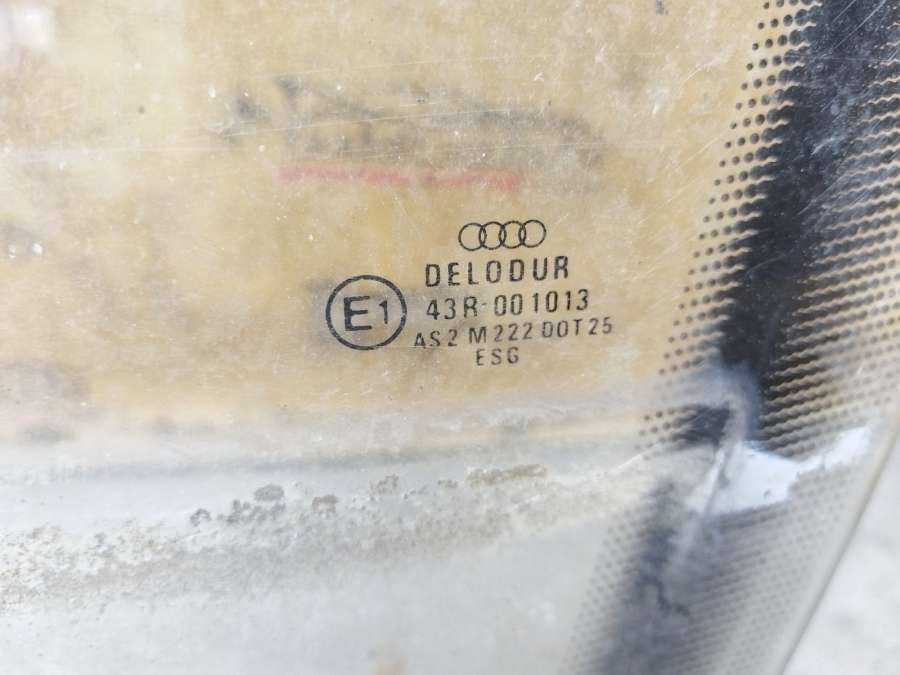 DELODUR
E1
43R-001013
AS2 M222 DOT25
ESG